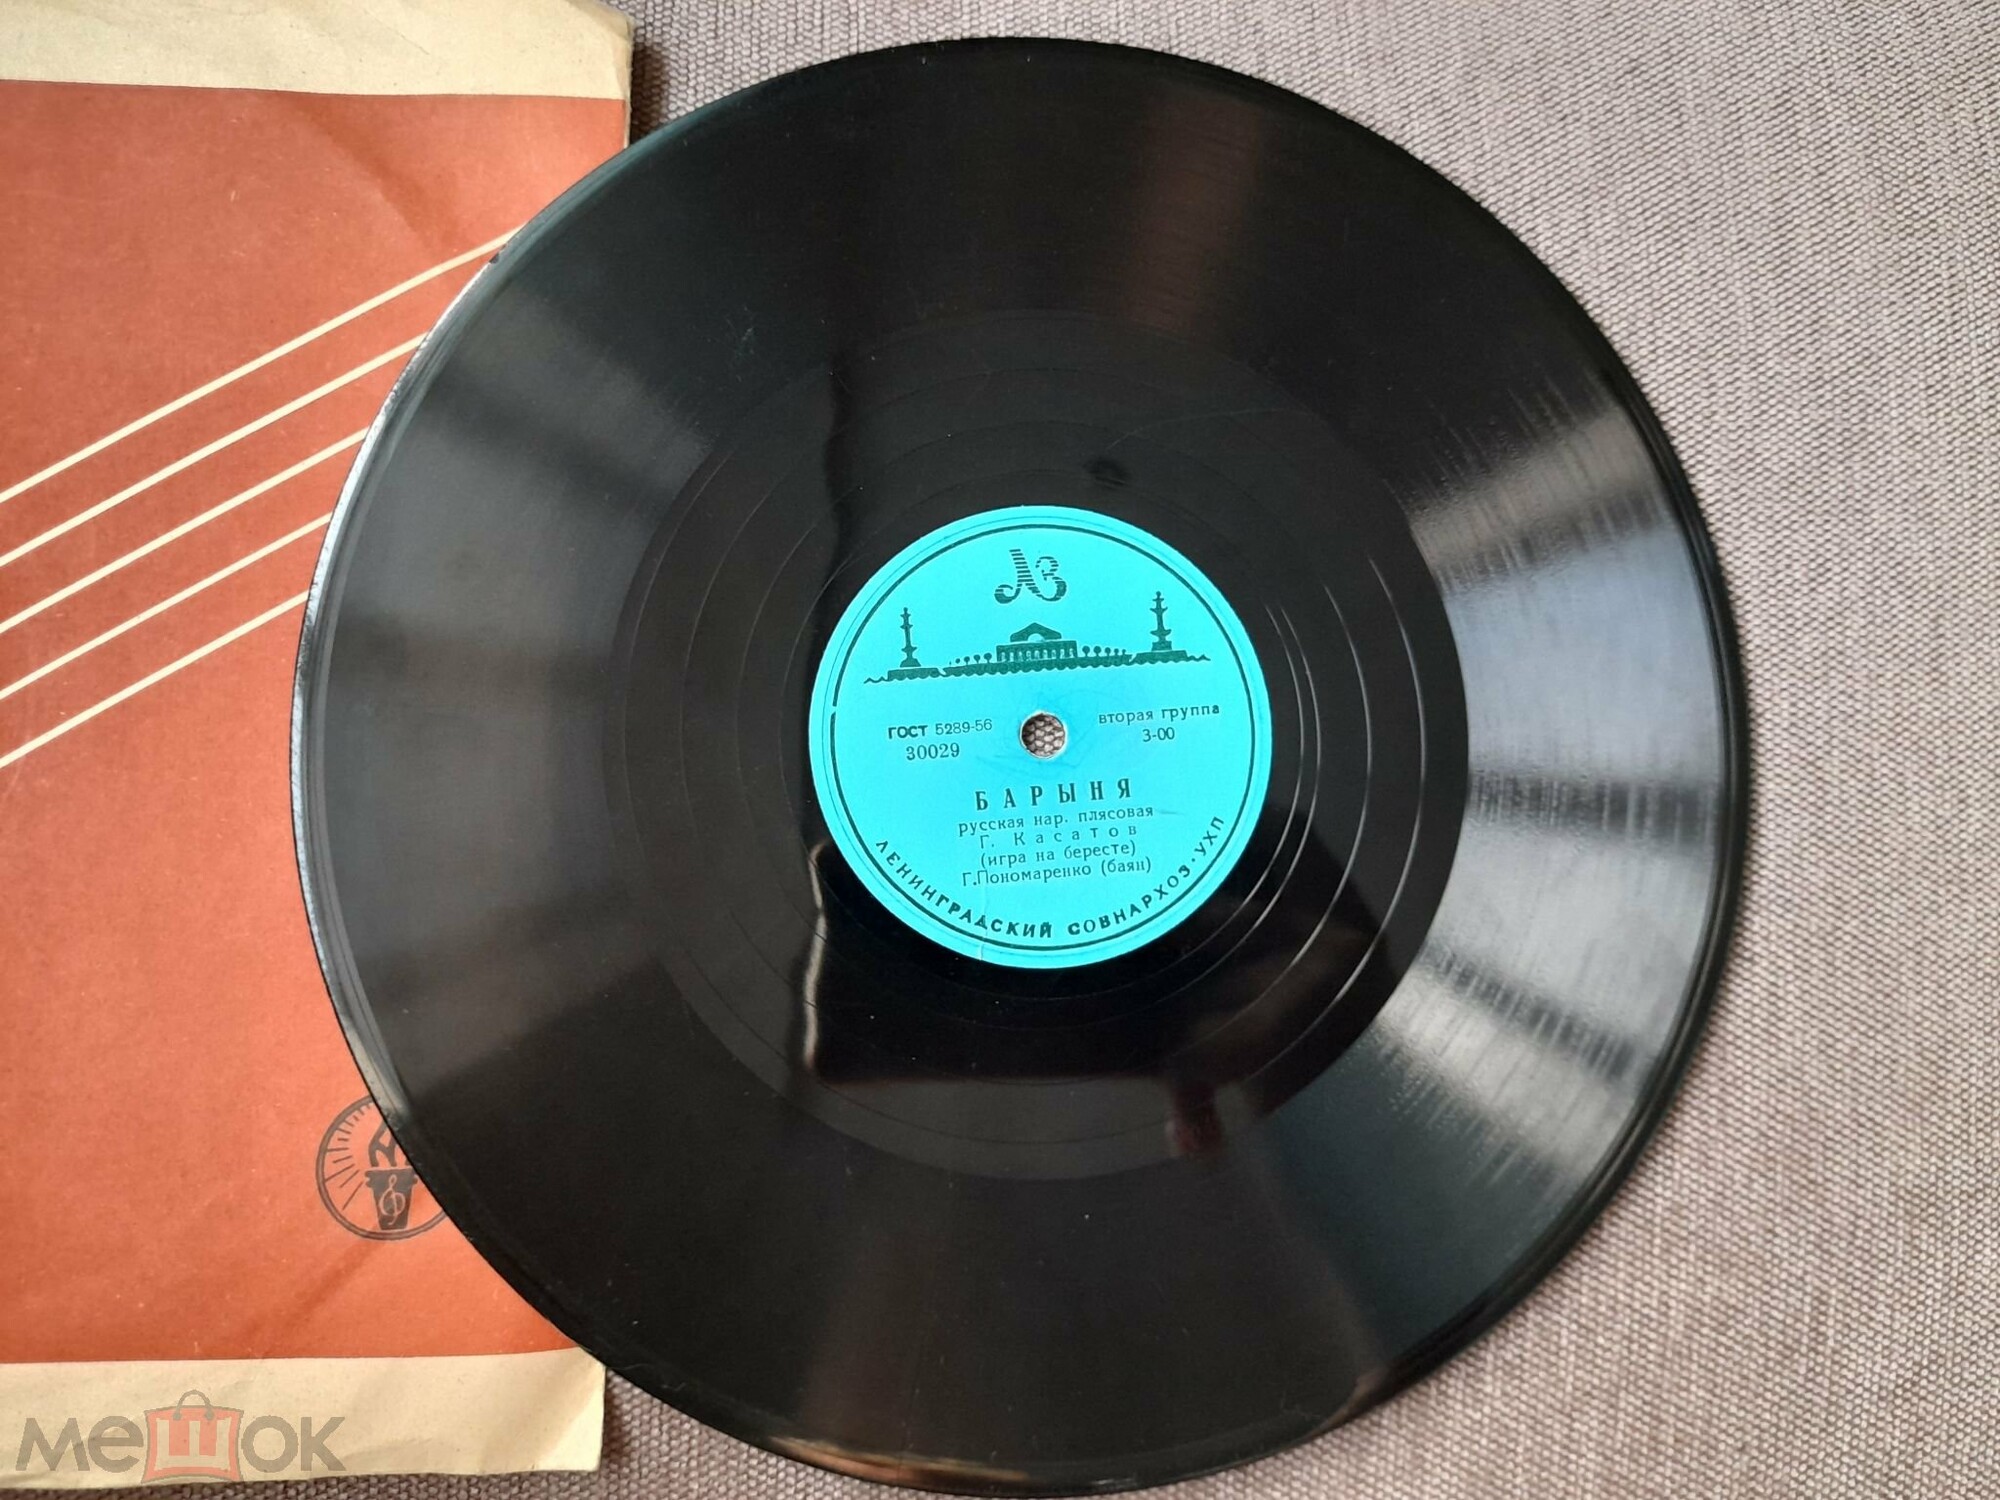 ЛЗ
ГОСТ 5289-56
30029
вторая группа
3-00
БАРЫНЯ
русская нар. плясовая
Г. Касатов
(игра на бересте)
Г.Пономаренко (баян)
ЛЕНИНГРАДСКИЙ СОВНАРХОЗ·УХП
мешок